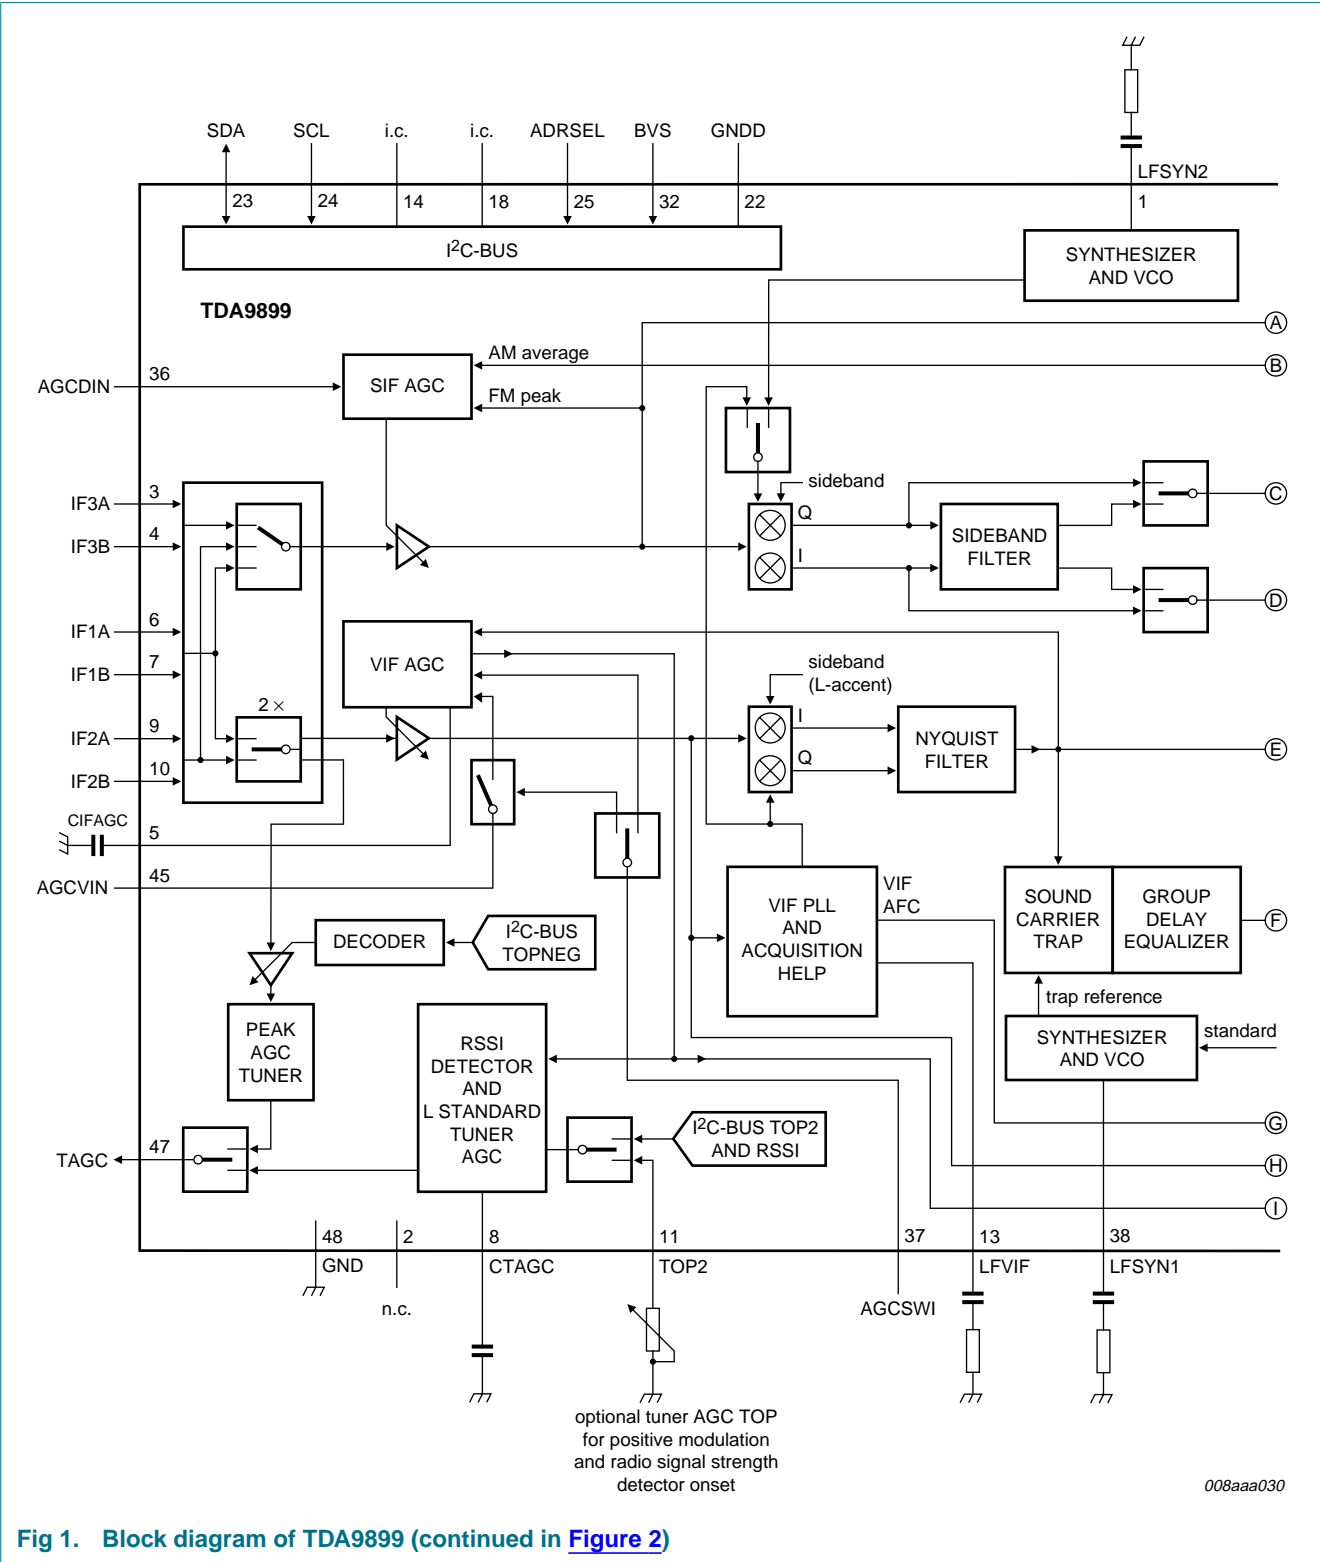 SDA SCL i.c. i.c. ADRSEL BVS GNDD
LFSYN2
23 24 14 18 25 32 22 1
I2C-BUS
SYNTHESIZER
AND VCO
TDA9899
A
AM average
B
36
AGCDIN
SIF AGC
FM peak
sideband
C
IF3A 3
IF3B 4
Q
I
SIDEBAND
FILTER
D
IF1A 6
IF1B 7
VIF AGC
sideband
(L-accent)
2 ×
IF2A 9
IF2B 10
I
Q
NYQUIST
FILTER
E
CIFAGC
5
AGCVIN 45
VIF PLL
AND
ACQUISITION
HELP
VIF
AFC
SOUND
CARRIER
TRAP
GROUP
DELAY
EQUALIZER
F
DECODER
I2C-BUS
TOPNEG
trap reference
PEAK
AGC
TUNER
RSSI
DETECTOR
AND
L STANDARD
TUNER
AGC
SYNTHESIZER
AND VCO
standard
I2C-BUS TOP2
AND RSSI
G
TAGC 47
H
I
48 2 8 11 37 13 38
GND CTAGC TOP2 LFVIF LFSYN1
n.c. AGCSWI
optional tuner AGC TOP
for positive modulation
and radio signal strength
detector onset
008aaa030
Fig 1. Block diagram of TDA9899 (continued in Figure 2)